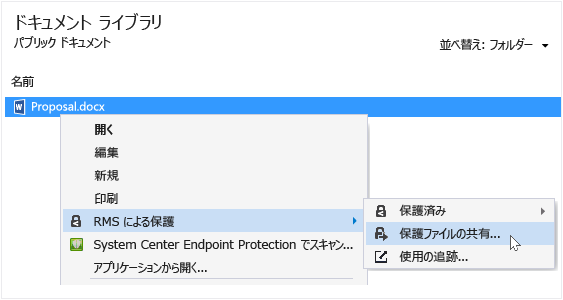 ドキュメント ライブラリ
パブリック ドキュメント
並べ替え: フォルダー
名前
Proposal.docx
開く
編集
新規
印刷
RMS による保護
System Center Endpoint Protection でスキャン...
アプリケーションから開く...
保護済み
保護ファイルの共有...
使用の追跡...